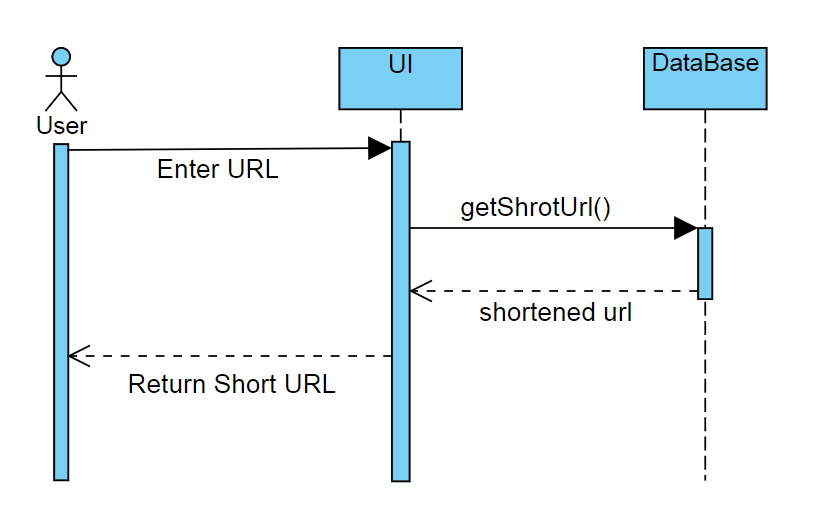 UI
DataBase
User
Enter URL
getShrotUrl()
shortened url
Return Short URL